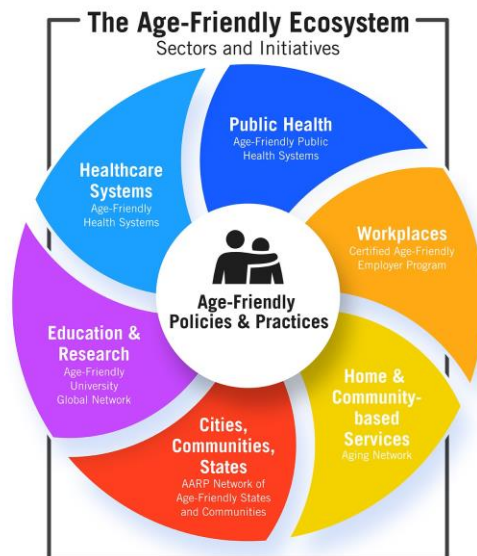 The Age-Friendly Ecosystem
Sectors and Initiatives
Public Health
Age-Friendly Public
Health Systems
Workplaces
Certified Age-Friendly
Employer Program
Home &
Community-
based
Services
Aging Network
Cities,
Communities,
States
AARP Network of
Age-Friendly States
and Communities
Education &
Research
Age-Friendly
University
Global Network
Healthcare
Systems
Age-Friendly
Health Systems
Age-Friendly
Policies & Practices